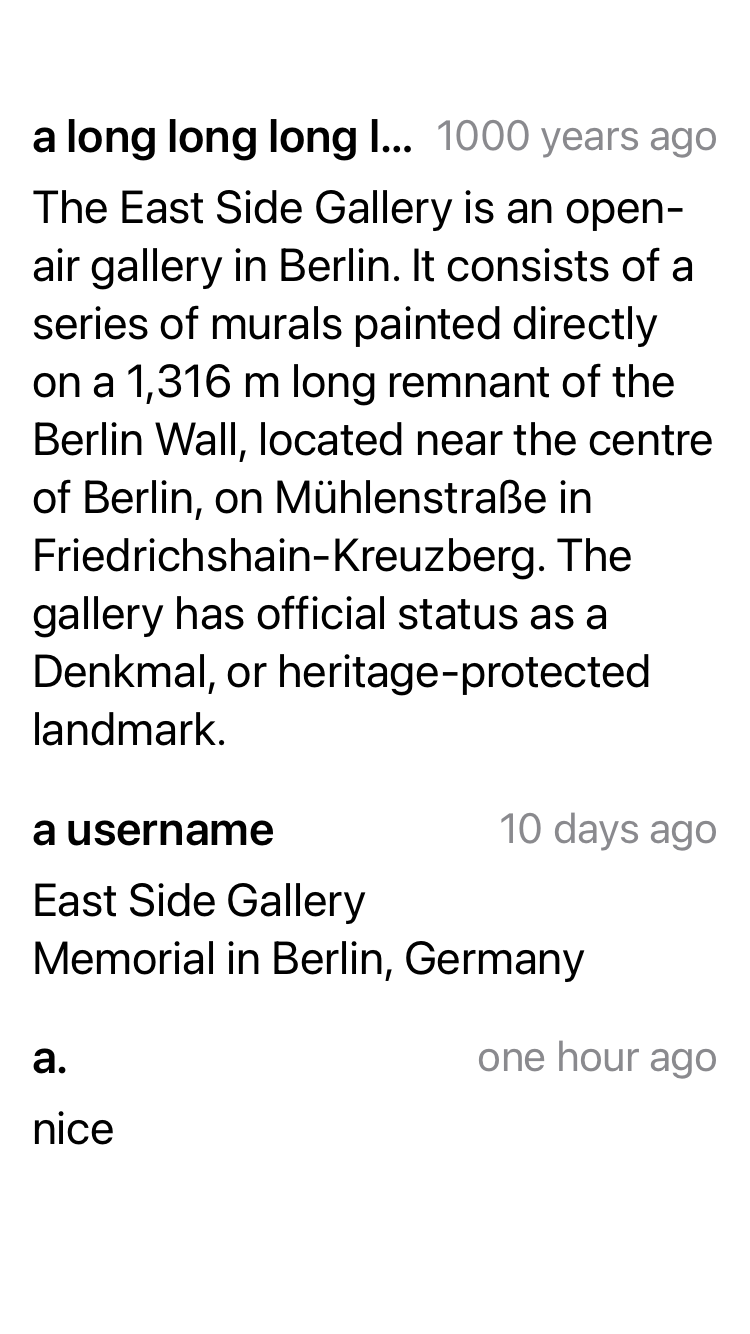 a long long long l... 1000 years ago
The East Side Gallery is an open-
air gallery in Berlin. It consists of a
series of murals painted directly
on a 1,316 m long remnant of the
Berlin Wall, located near the centre
of Berlin, on Mühlenstraße in
Friedrichshain-Kreuzberg. The
gallery has official status as a
Denkmal, or heritage-protected
landmark.
a username 10 days ago
East Side Gallery
Memorial in Berlin, Germany
a. one hour ago
nice